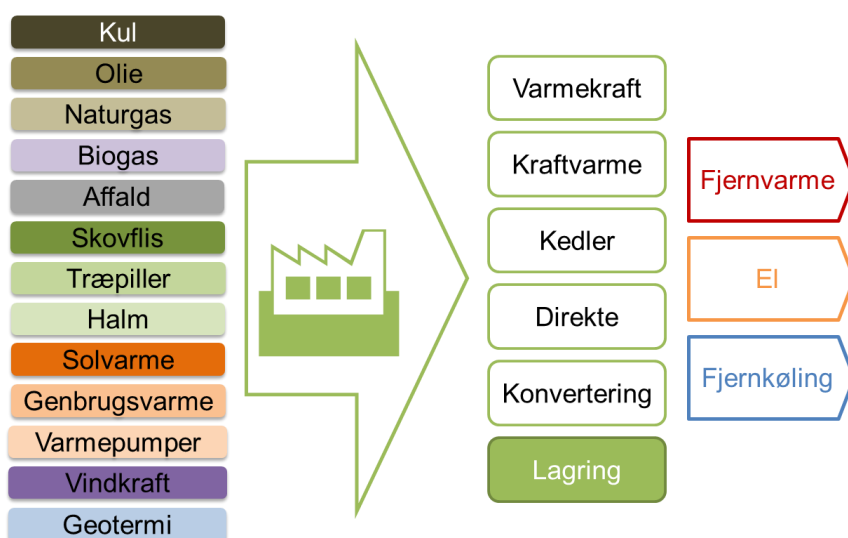 Kul
Olie
Naturgas
Biogas
Affald
Skovflis
Træpiller
Halm
Solvarme
Genbrugsvarme
Varmepumper
Vindkraft
Geotermi
Varmekraft
Kraftvarme
Kedler
Direkte
Konvertering
Lagring
Fjernvarme
El
Fjernkøling